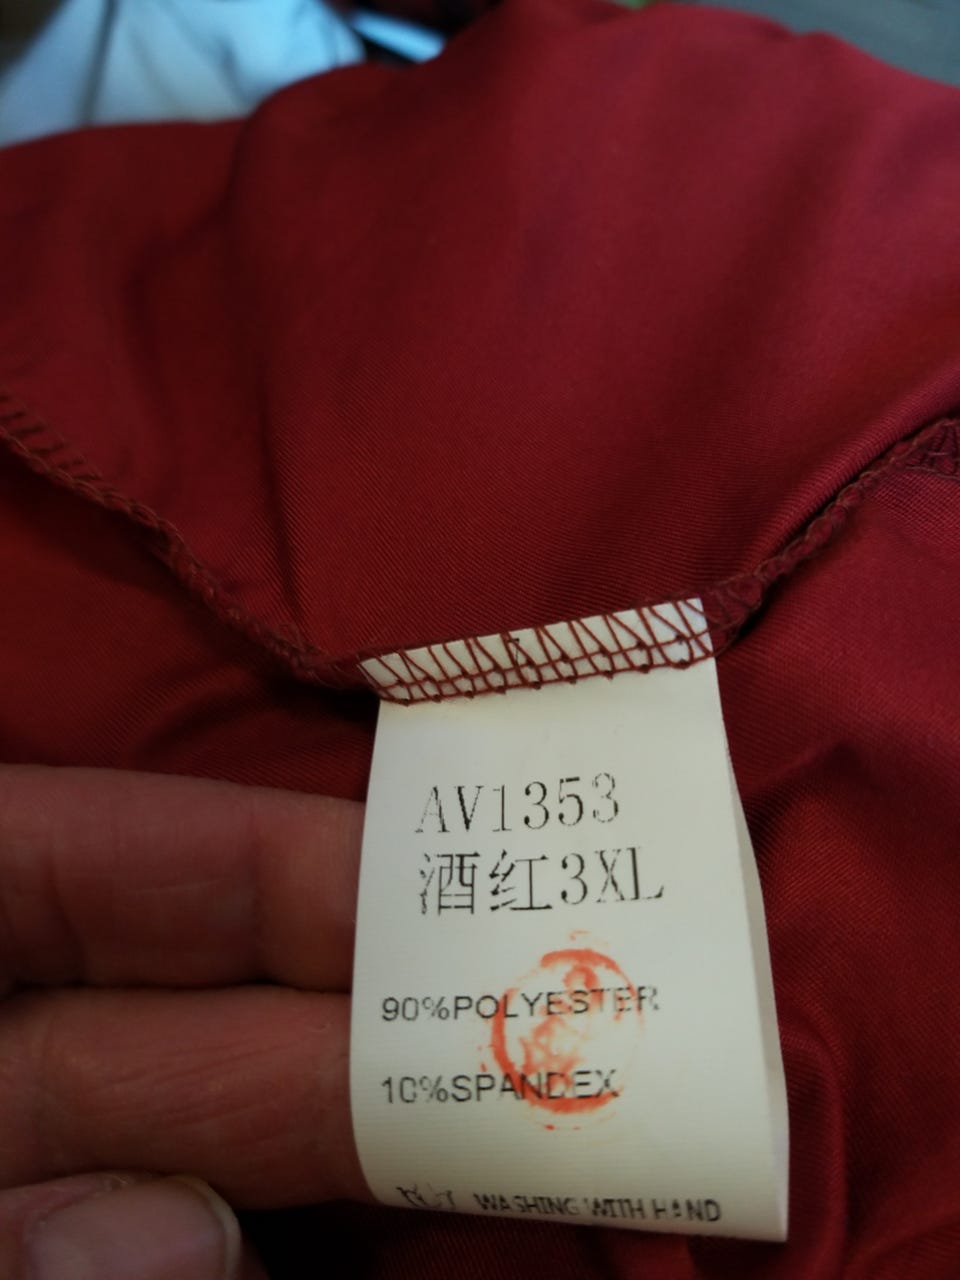 AV1353
酒红3XL
90%POLYESTER
10%SPANDEX
WASHING WITH HAND